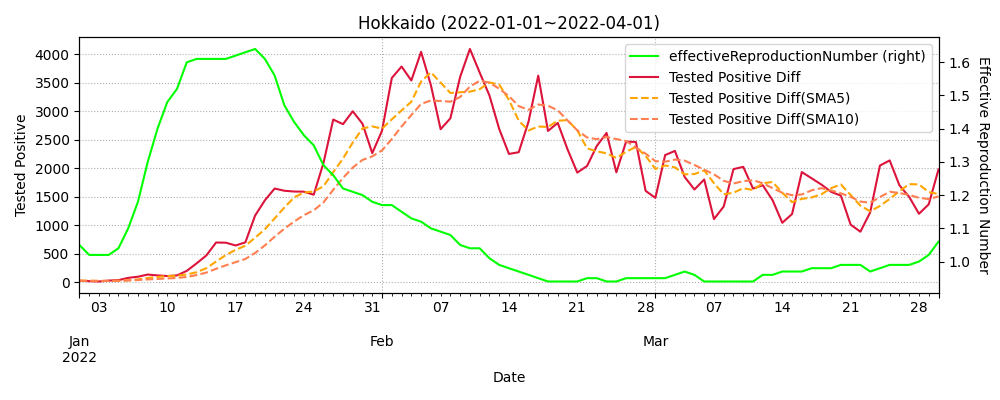 Hokkaido (2022-01-01~2022-04-01)
effectiveReproductionNumber (right)
Tested Positive Diff
Tested Positive Diff(SMA5)
Tested Positive Diff(SMA10)
Tested Positive
4000
3500
3000
2500
2000
1500
1000
500
0
Effective Reproduction Number
1.6
1.5
1.4
1.3
1.2
1.1
1.0
03 10 17 24 31 07 14 21 28 07 14 21 28
Jan Feb Mar
2022
Date